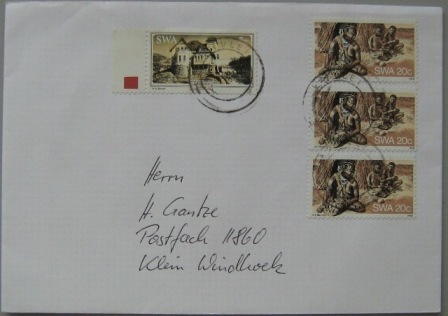 SWA
SWA 20c
SWA 20c
SWA 20c
Herrn
H. Gantze
Postfach 11860
Klein Windhoek